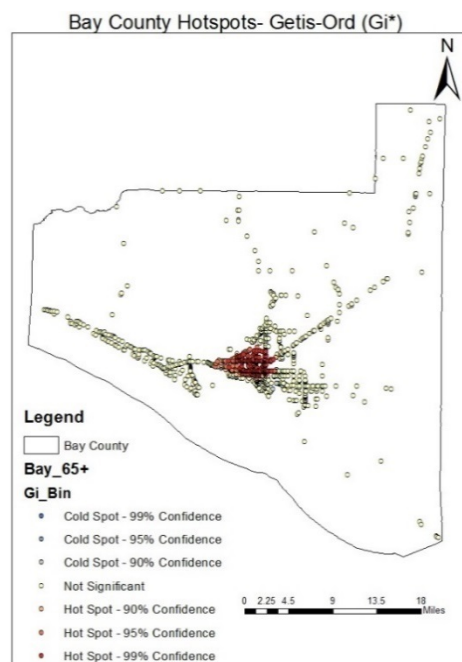 Bay County Hotspots- Getis-Ord (Gi*)
N
Legend
Bay County
Bay_65+
Gi_Bin
Cold Spot - 99% Confidence
Cold Spot - 95% Confidence
Cold Spot - 90% Confidence
Not Significant
Hot Spot - 90% Confidence
Hot Spot - 95% Confidence
Hot Spot - 99% Confidence
0 2.25 4.5 9 13.5 18
Miles